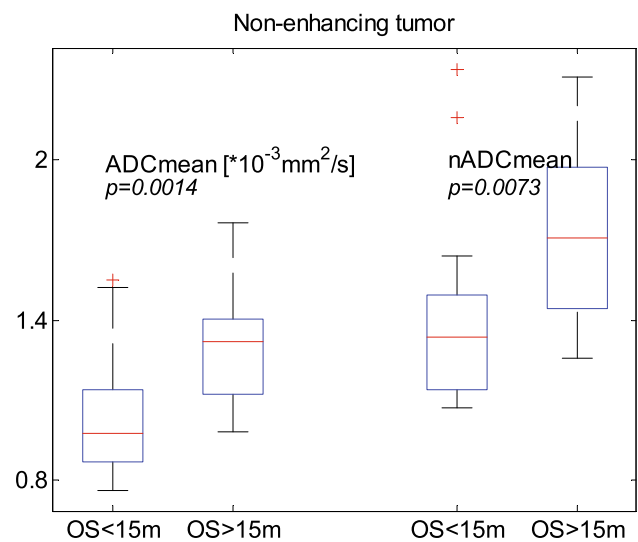 Non-enhancing tumor
2
1.4
0.8
ADCmean [*10⁻³mm²/s]
p=0.0014
nADCmean
p=0.0073
OS<15m OS>15m OS<15m OS>15m